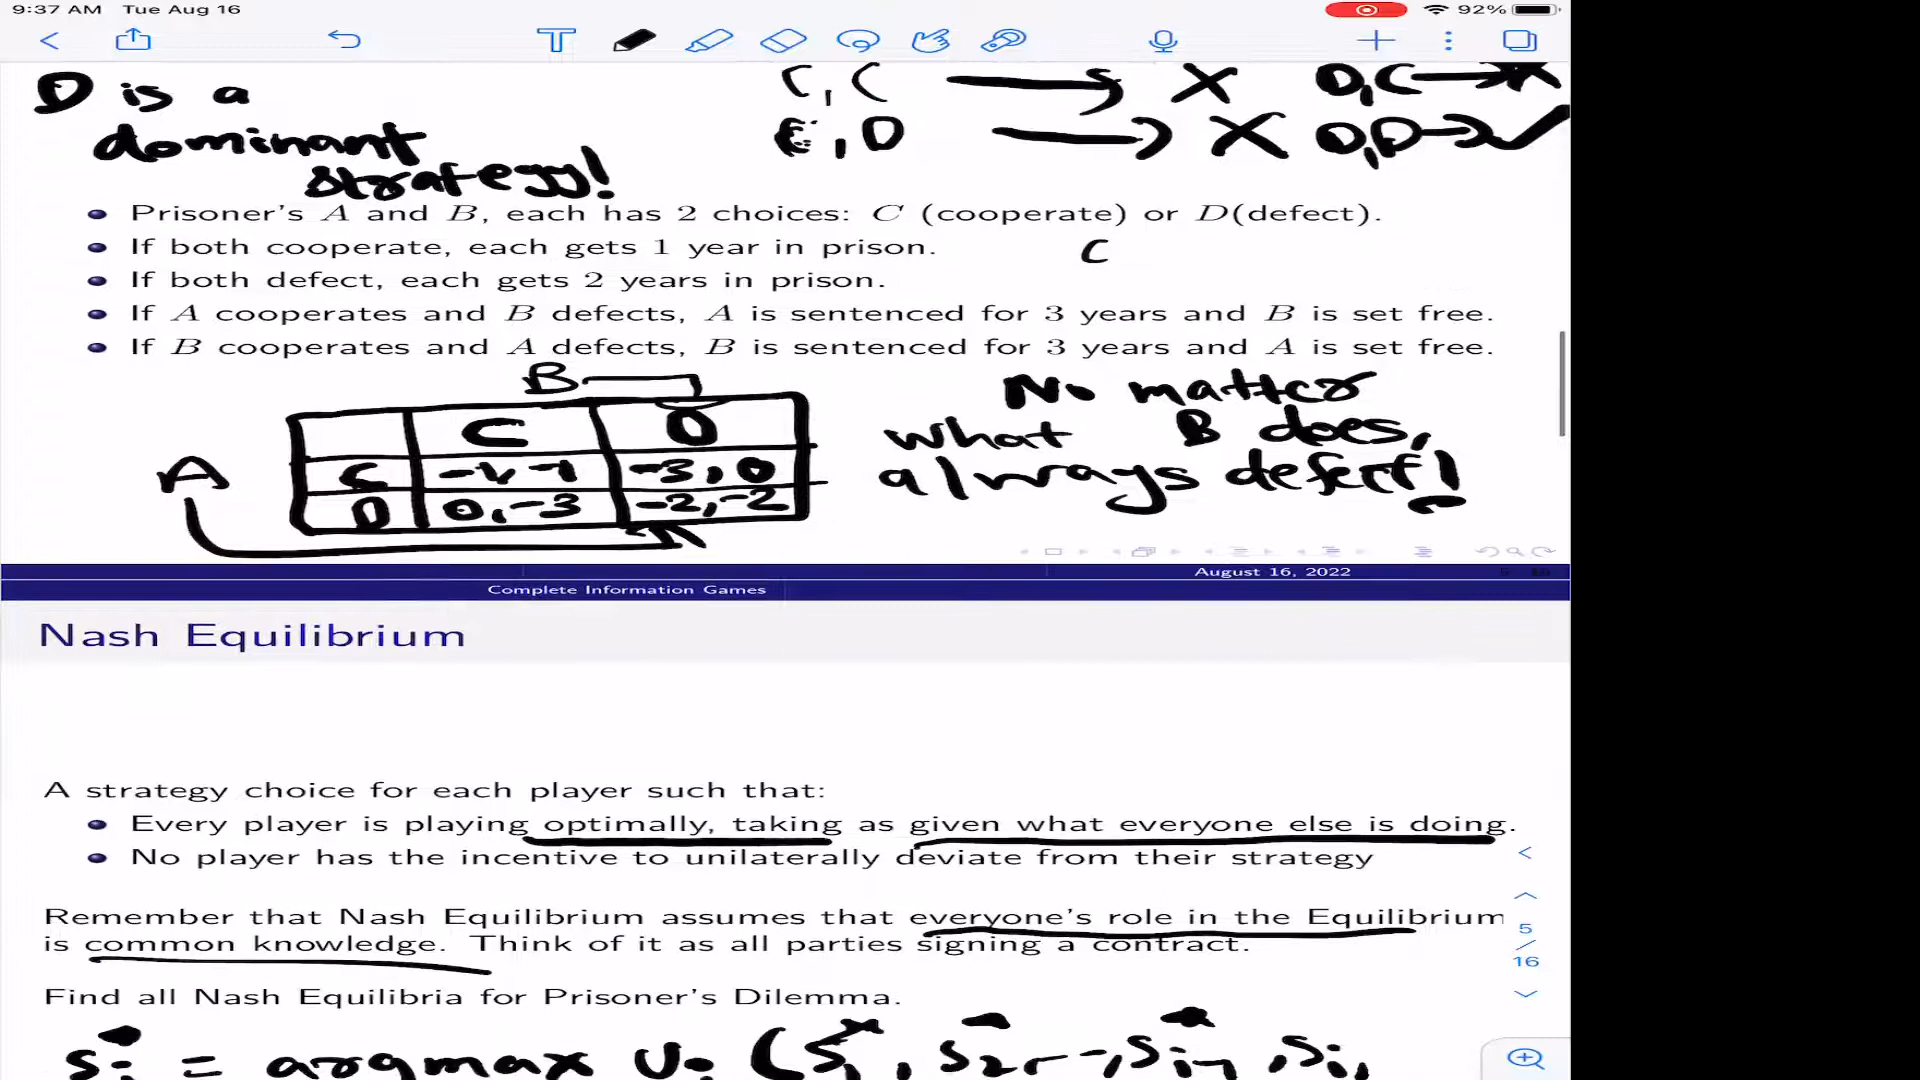 9:37 AM Tue Aug 16
92%
D is a
dominant
strategy!
C, C → X D,C → X
C, D → X D,D → ✓
Prisoner's A and B, each has 2 choices: C (cooperate) or D(defect).
If both cooperate, each gets 1 year in prison.
C
If both defect, each gets 2 years in prison.
If A cooperates and B defects, A is sentenced for 3 years and B is set free.
If B cooperates and A defects, B is sentenced for 3 years and A is set free.
B
C D
A
C -1, -1 -3, 0
D 0, -3 -2, -2
No matter
what B does,
always defect!
August 16, 2022
Complete Information Games
Nash Equilibrium
A strategy choice for each player such that:
Every player is playing optimally, taking as given what everyone else is doing.
No player has the incentive to unilaterally deviate from their strategy
Remember that Nash Equilibrium assumes that everyone's role in the Equilibrium
is common knowledge. Think of it as all parties signing a contract.
5
/
16
Find all Nash Equilibria for Prisoner's Dilemma.
= argmax